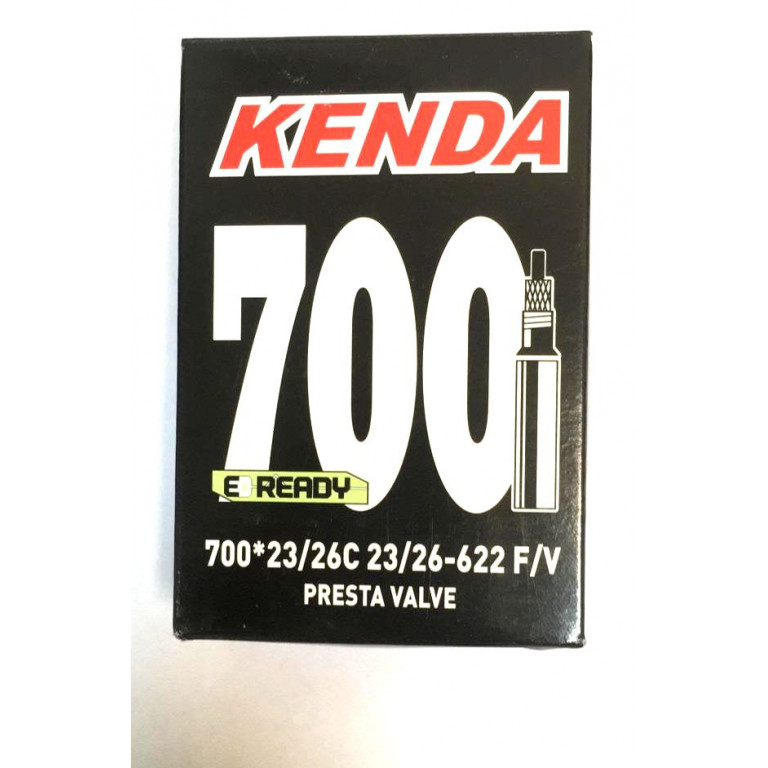 KENDA
700
E READY
700*23/26C 23/26-622 F/V
PRESTA VALVE